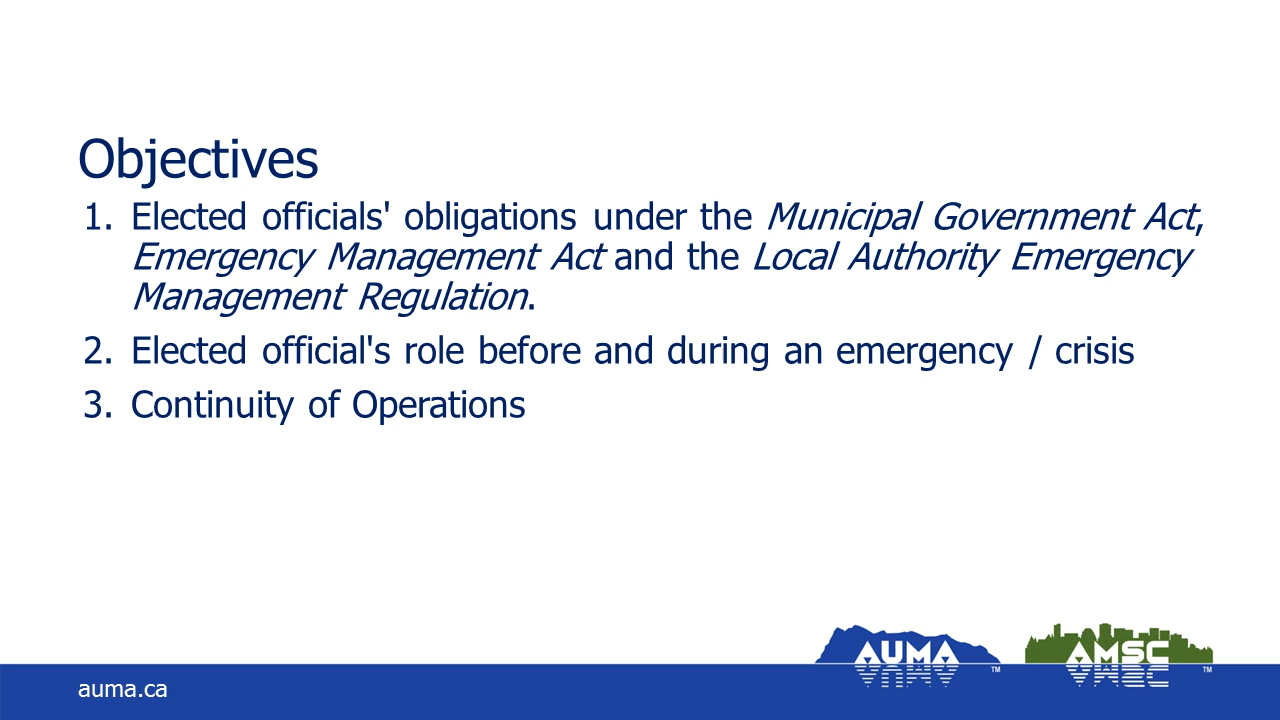 Objectives
1. Elected officials' obligations under the Municipal Government Act,
Emergency Management Act and the Local Authority Emergency
Management Regulation.
2. Elected official's role before and during an emergency / crisis
3. Continuity of Operations
AUMA ™
AMSC ™
auma.ca